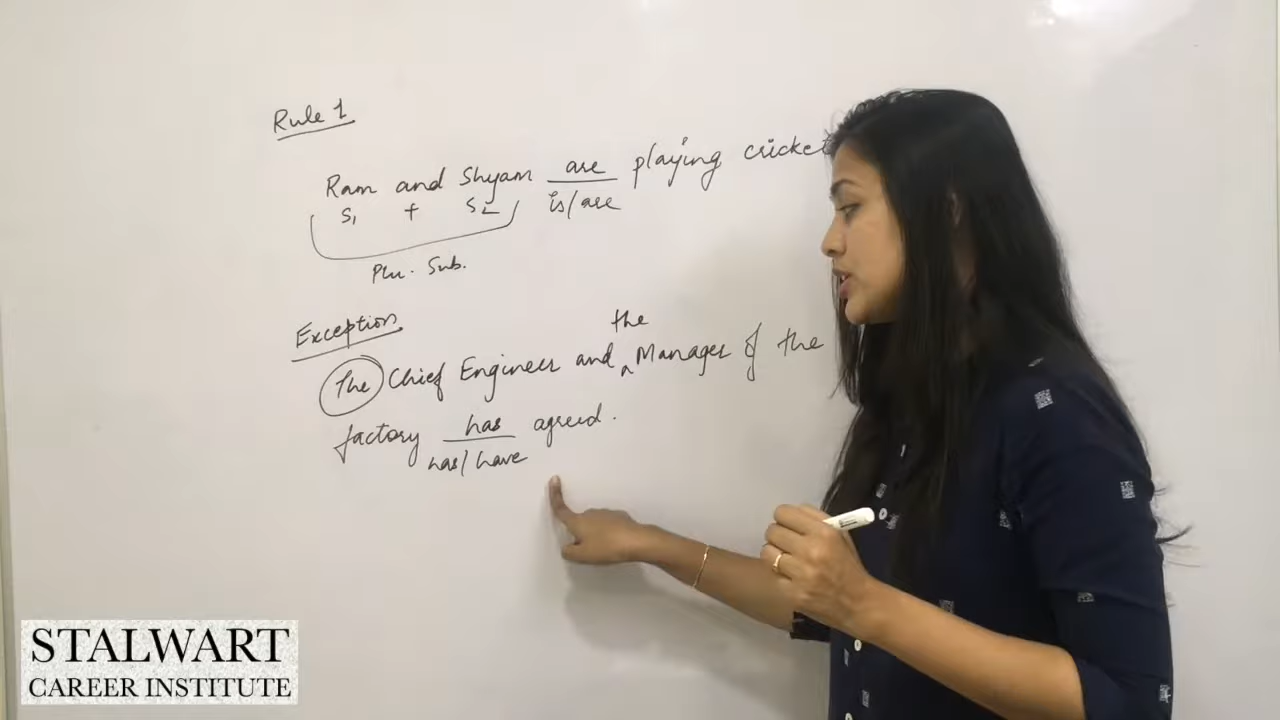 Rule 1
Ram and Shyam are playing cricket
S1 + S2 is/are
Plu. Sub.
Exception
the
The Chief Engineer and ^ Manager of the
factory has agreed.
has/have
STALWART
CAREER INSTITUTE